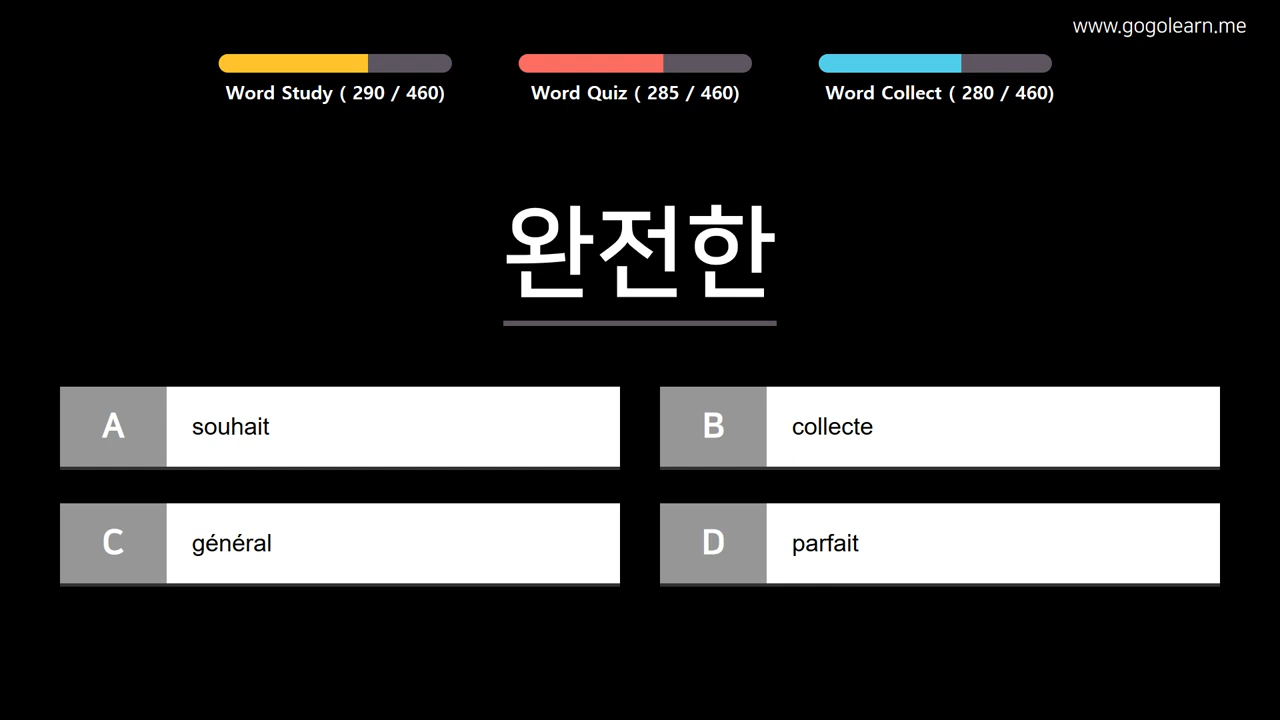 www.gogolearn.me
Word Study ( 290 / 460)
Word Quiz ( 285 / 460)
Word Collect ( 280 / 460)
완전한
A souhait
B collecte
C général
D parfait